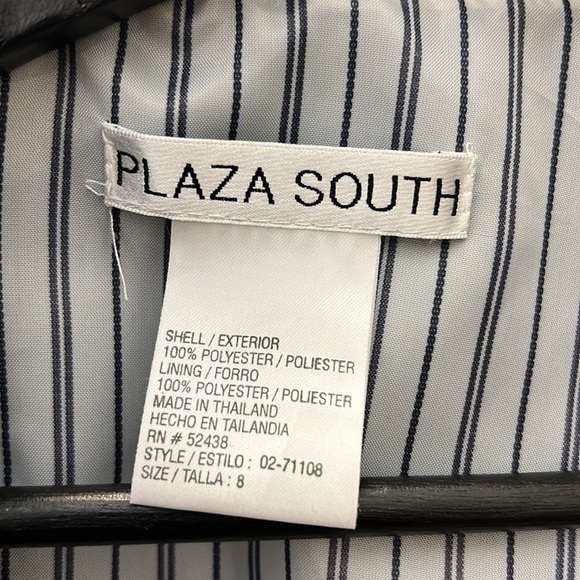 PLAZA SOUTH
SHELL / EXTERIOR
100% POLYESTER / POLIESTER
LINING / FORRO
100% POLYESTER / POLIESTER
MADE IN THAILAND
HECHO EN TAILANDIA
RN # 52438
STYLE / ESTILO : 02-71108
SIZE / TALLA : 8